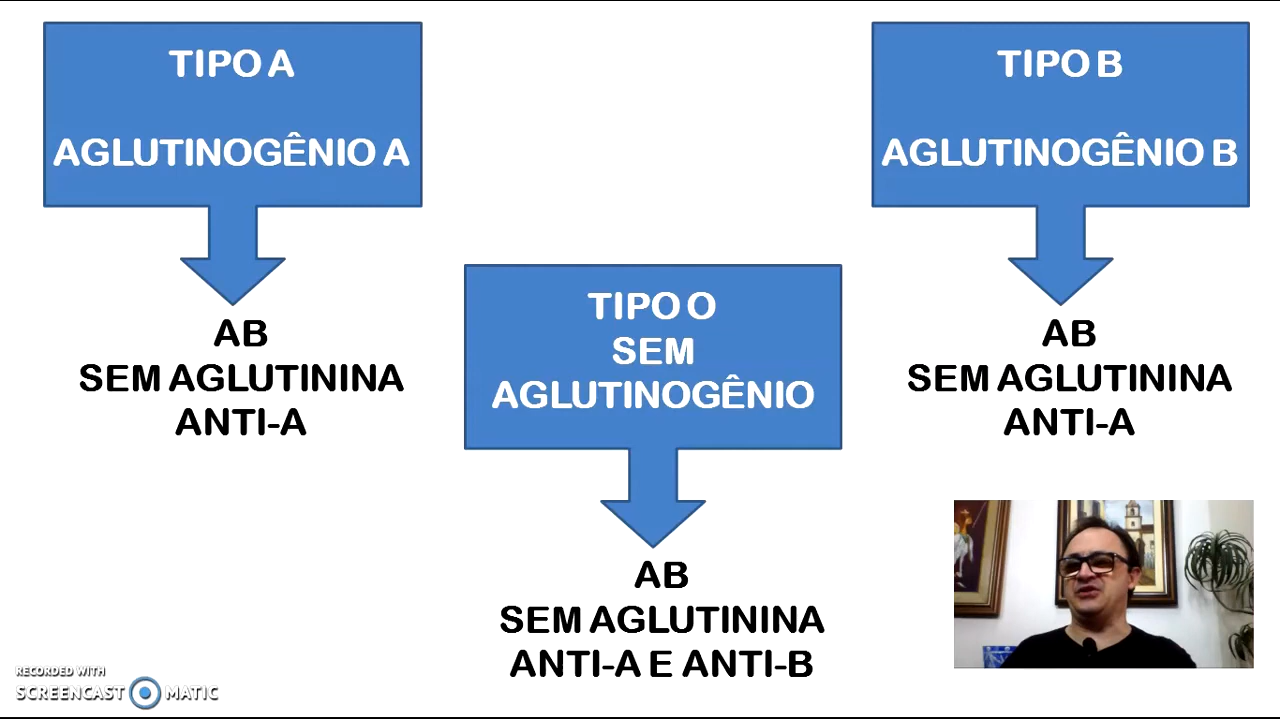 TIPO A
AGLUTINOGÊNIO A
AB
SEM AGLUTININA
ANTI-A
TIPO O
SEM
AGLUTINOGÊNIO
AB
SEM AGLUTININA
ANTI-A E ANTI-B
TIPO B
AGLUTINOGÊNIO B
AB
SEM AGLUTININA
ANTI-A
RECORDED WITH
SCREENCAST MATIC